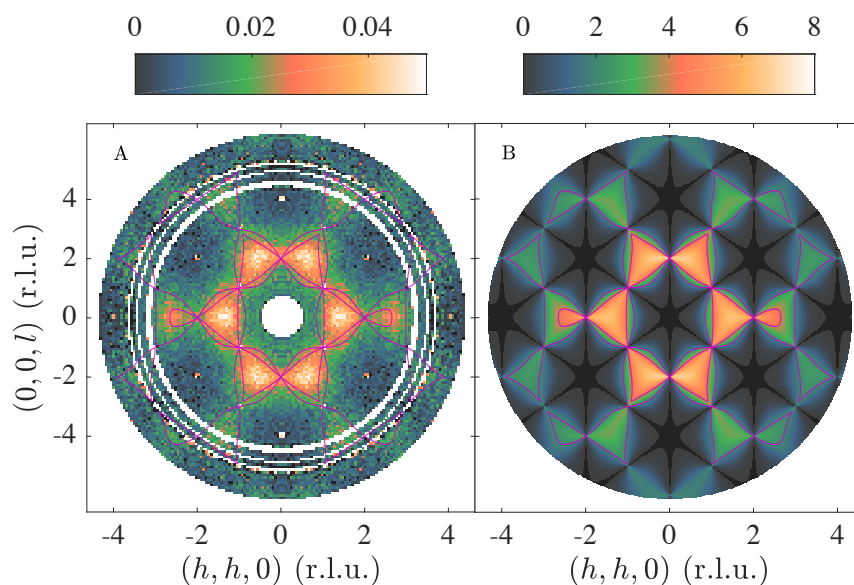 0 0.02 0.04
0 2 4 6 8
A
B
4
2
0
-2
-4
(0, 0, l) (r.l.u.)
-4 -2 0 2 4
-4 -2 0 2 4
(h, h, 0) (r.l.u.)
(h, h, 0) (r.l.u.)